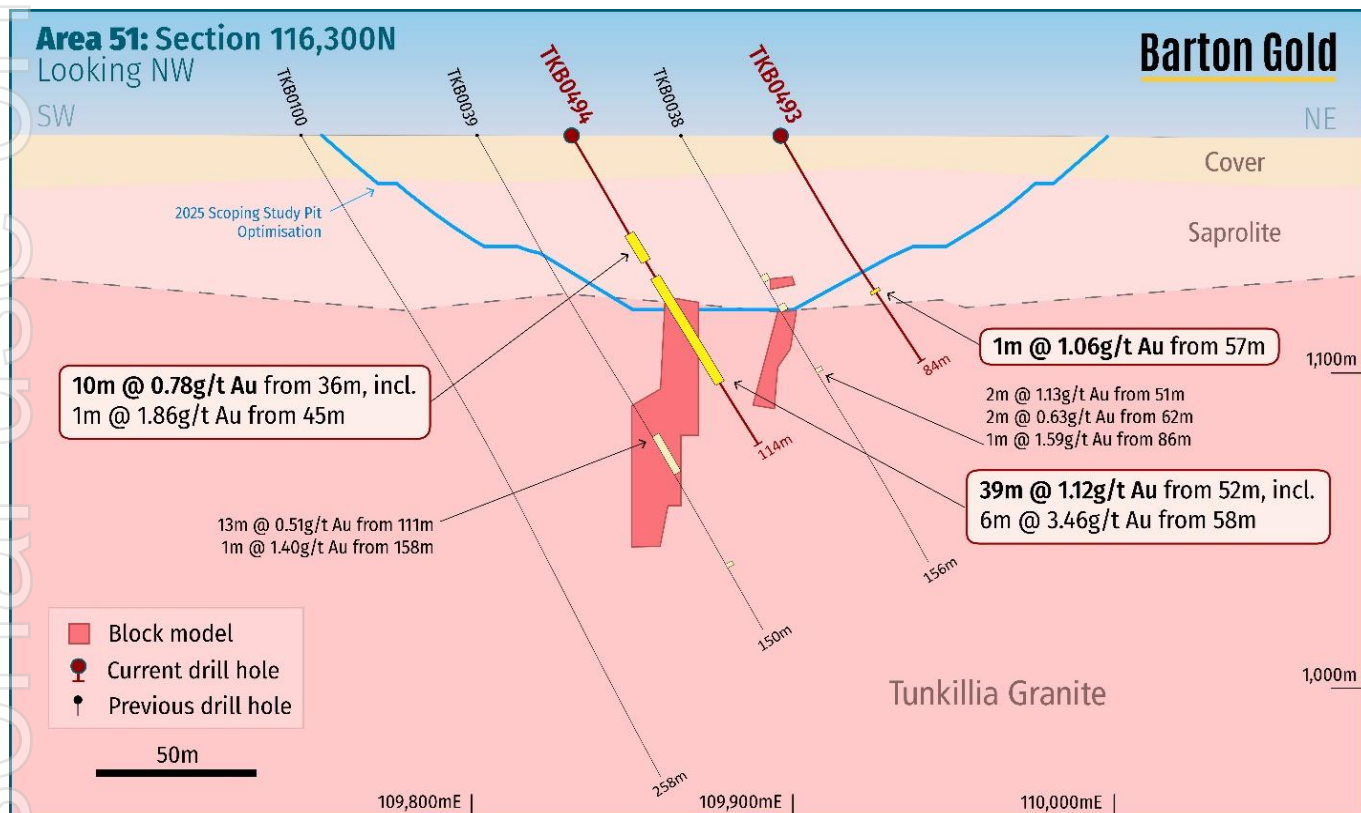 Area 51: Section 116,300N
Looking NW
SW
Barton Gold
NE
TKB0100
TKB0039
TKB0494
TKB0038
TKB0493
Cover
Saprolite
2025 Scoping Study Pit
Optimisation
10m @ 0.78g/t Au from 36m, incl.
1m @ 1.86g/t Au from 45m
1m @ 1.06g/t Au from 57m
84m
1,100m
2m @ 1.13g/t Au from 51m
2m @ 0.63g/t Au from 62m
1m @ 1.59g/t Au from 86m
114m
39m @ 1.12g/t Au from 52m, incl.
6m @ 3.46g/t Au from 58m
13m @ 0.51g/t Au from 111m
1m @ 1.40g/t Au from 158m
156m
150m
Block model
Current drill hole
Previous drill hole
Tunkillia Granite
1,000m
50m
258m
109,800mE
109,900mE
110,000mE